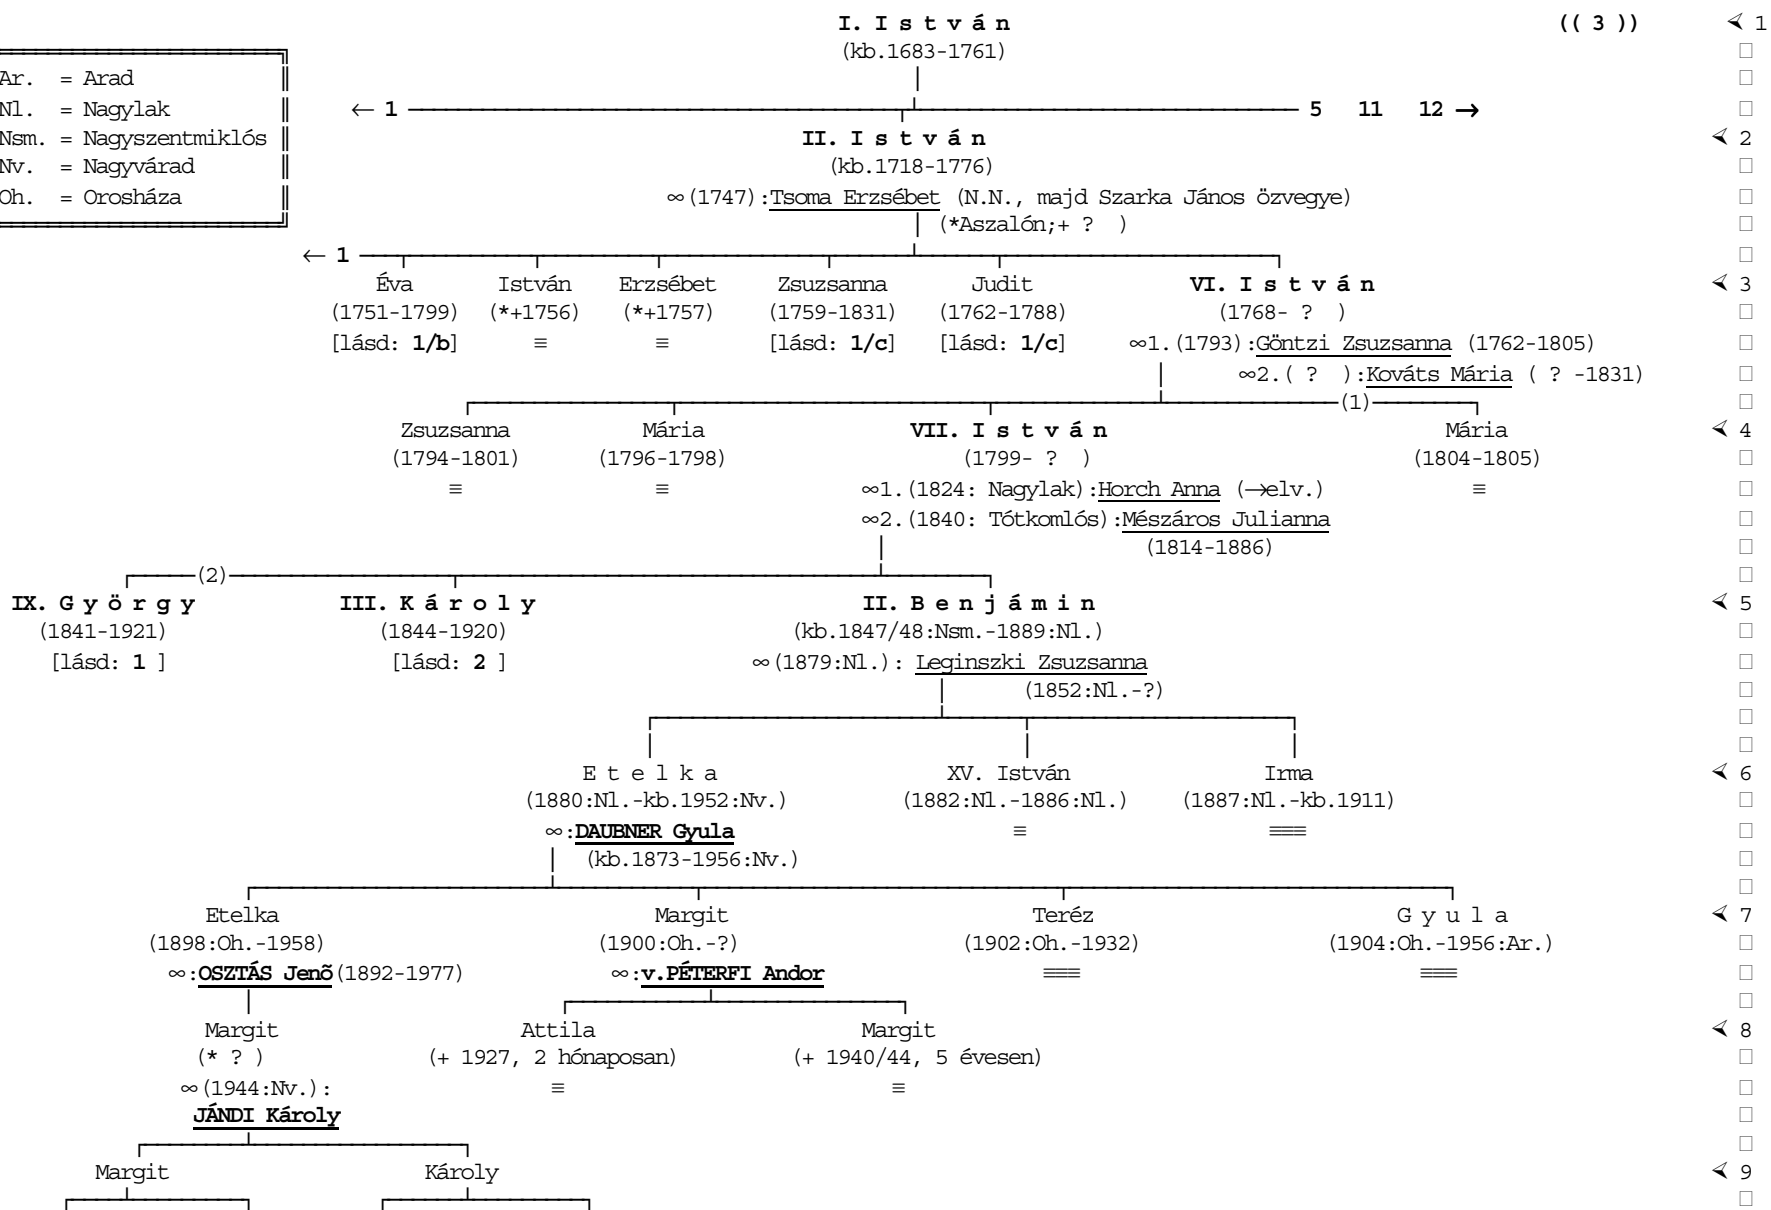 I. I s t v á n (( 3 )) ⮘ 1
(kb.1683-1761)
Ar. = Arad
Nl. = Nagylak
Nsm. = Nagyszentmiklós
Nv. = Nagyvárad
Oh. = Orosháza
← 1 5 11 12 →
II. I s t v á n ⮘ 2
(kb.1718-1776)
∞(1747):Tsoma Erzsébet (N.N., majd Szarka János özvegye)
(*Aszalón;+ ? )
← 1
Éva István Erzsébet Zsuzsanna Judit VI. I s t v á n ⮘ 3
(1751-1799) (*+1756) (*+1757) (1759-1831) (1762-1788) (1768- ? )
[lásd: 1/b] ≡ ≡ [lásd: 1/c] [lásd: 1/c] ∞1.(1793):Göntzi Zsuzsanna (1762-1805)
∞2.( ? ):Kováts Mária ( ? -1831)
(1)
Zsuzsanna Mária VII. I s t v á n Mária ⮘ 4
(1794-1801) (1796-1798) (1799- ? ) (1804-1805)
≡ ≡ ∞1.(1824: Nagylak):Horch Anna (→elv.) ≡
∞2.(1840: Tótkomlós):Mészáros Julianna
(1814-1886)
(2)
IX. G y ö r g y III. K á r o l y II. B e n j á m i n ⮘ 5
(1841-1921) (1844-1920) (kb.1847/48:Nsm.-1889:Nl.)
[lásd: 1 ] [lásd: 2 ] ∞(1879:Nl.): Leginszki Zsuzsanna
(1852:Nl.-?)
E t e l k a XV. István Irma ⮘ 6
(1880:Nl.-kb.1952:Nv.) (1882:Nl.-1886:Nl.) (1887:Nl.-kb.1911)
∞:DAUBNER Gyula ≡ ≡≡≡
(kb.1873-1956:Nv.)
Etelka Margit Teréz G y u l a ⮘ 7
(1898:Oh.-1958) (1900:Oh.-?) (1902:Oh.-1932) (1904:Oh.-1956:Ar.)
∞:OSZTÁS Jenõ(1892-1977) ∞:v.PÉTERFI Andor ≡≡≡ ≡≡≡
Margit Attila Margit ⮘ 8
(* ? ) (+ 1927, 2 hónaposan) (+ 1940/44, 5 évesen)
∞(1944:Nv.): ≡ ≡
JÁNDI Károly
Margit Károly ⮘ 9